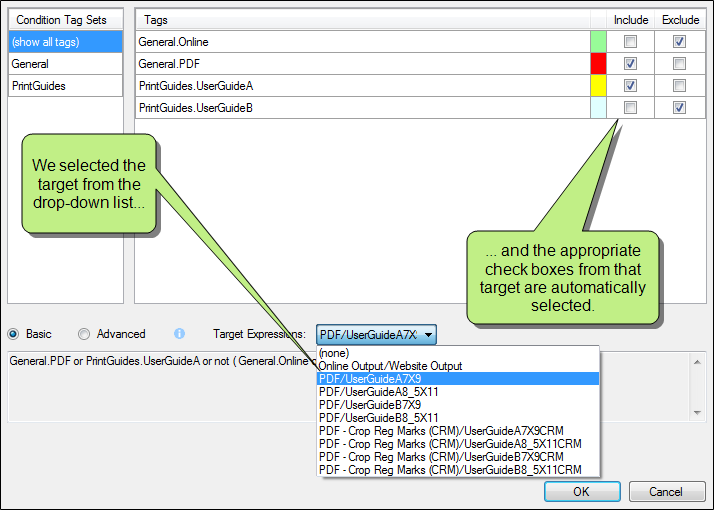 Condition Tag Sets
Tags
Include
Exclude
(show all tags)
General
PrintGuides
General.Online
General.PDF
PrintGuides.UserGuideA
PrintGuides.UserGuideB
We selected the
target from the
drop-down list...
... and the appropriate
check boxes from that
target are automatically
selected.
Basic
Advanced
Target Expressions:
PDF/UserGuideA7X
General.PDF or PrintGuides.UserGuideA or not ( General.Online
(none)
Online Output/Website Output
PDF/UserGuideA7X9
PDF/UserGuideA8_5X11
PDF/UserGuideB7X9
PDF/UserGuideB8_5X11
PDF - Crop Reg Marks (CRM)/UserGuideA7X9CRM
PDF - Crop Reg Marks (CRM)/UserGuideA8_5X11CRM
PDF - Crop Reg Marks (CRM)/UserGuideB7X9CRM
PDF - Crop Reg Marks (CRM)/UserGuideB8_5X11CRM
OK
Cancel